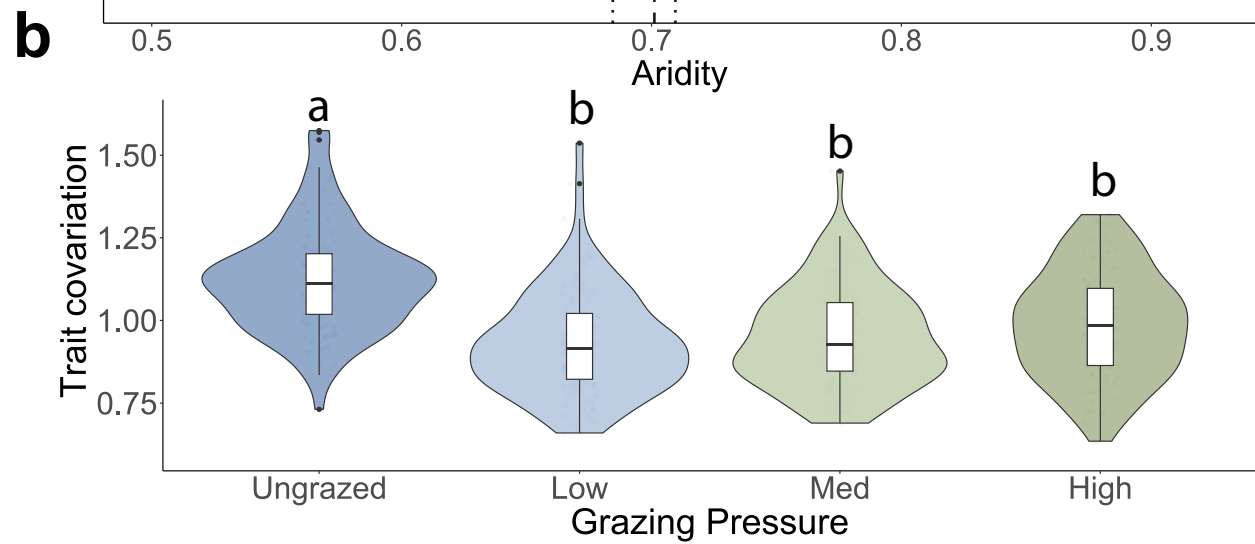 b
0.5 0.6 0.7 0.8 0.9
Aridity
a b b b
Trait covariation
1.50
1.25
1.00
0.75
Ungrazed Low Med High
Grazing Pressure